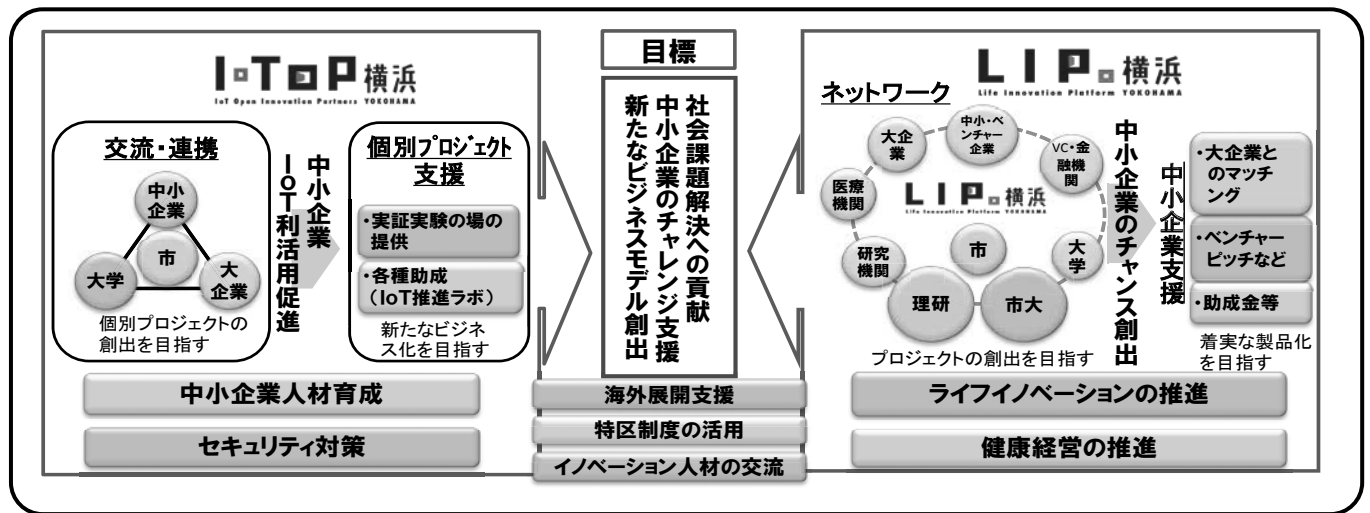 I・TOP横浜
IoT Open Innovation Partners YOKOHAMA
交流・連携
中小
企業
市
大学
大
企業
個別プロジェクトの
創出を目指す
中小企業
IOT利活用促進
個別プロジェクト
支援
・実証実験の場の
提供
・各種助成
（IoT推進ラボ）
新たなビジネ
ス化を目指す
中小企業人材育成
セキュリティ対策
目標
社会課題解決への貢献
中小企業のチャレンジ支援
新たなビジネスモデル創出
海外展開支援
特区制度の活用
イノベーション人材の交流
LIP.横浜
Life Innovation Platform YOKOHAMA
ネットワーク
中小・ベ
ンチャー
企業
大企
業
VC・金
融機
関
医療
機関
LIP.横浜
Life Innovation Platform YOKOHAMA
研究
機関
市
大
学
理研
市大
プロジェクトの創出を目指す
中小企業のチャンス創出
中小企業支援
・大企業と
のマッチ
ング
・ベンチャー
ピッチなど
・助成金等
着実な製品化
を目指す
ライフイノベーションの推進
健康経営の推進